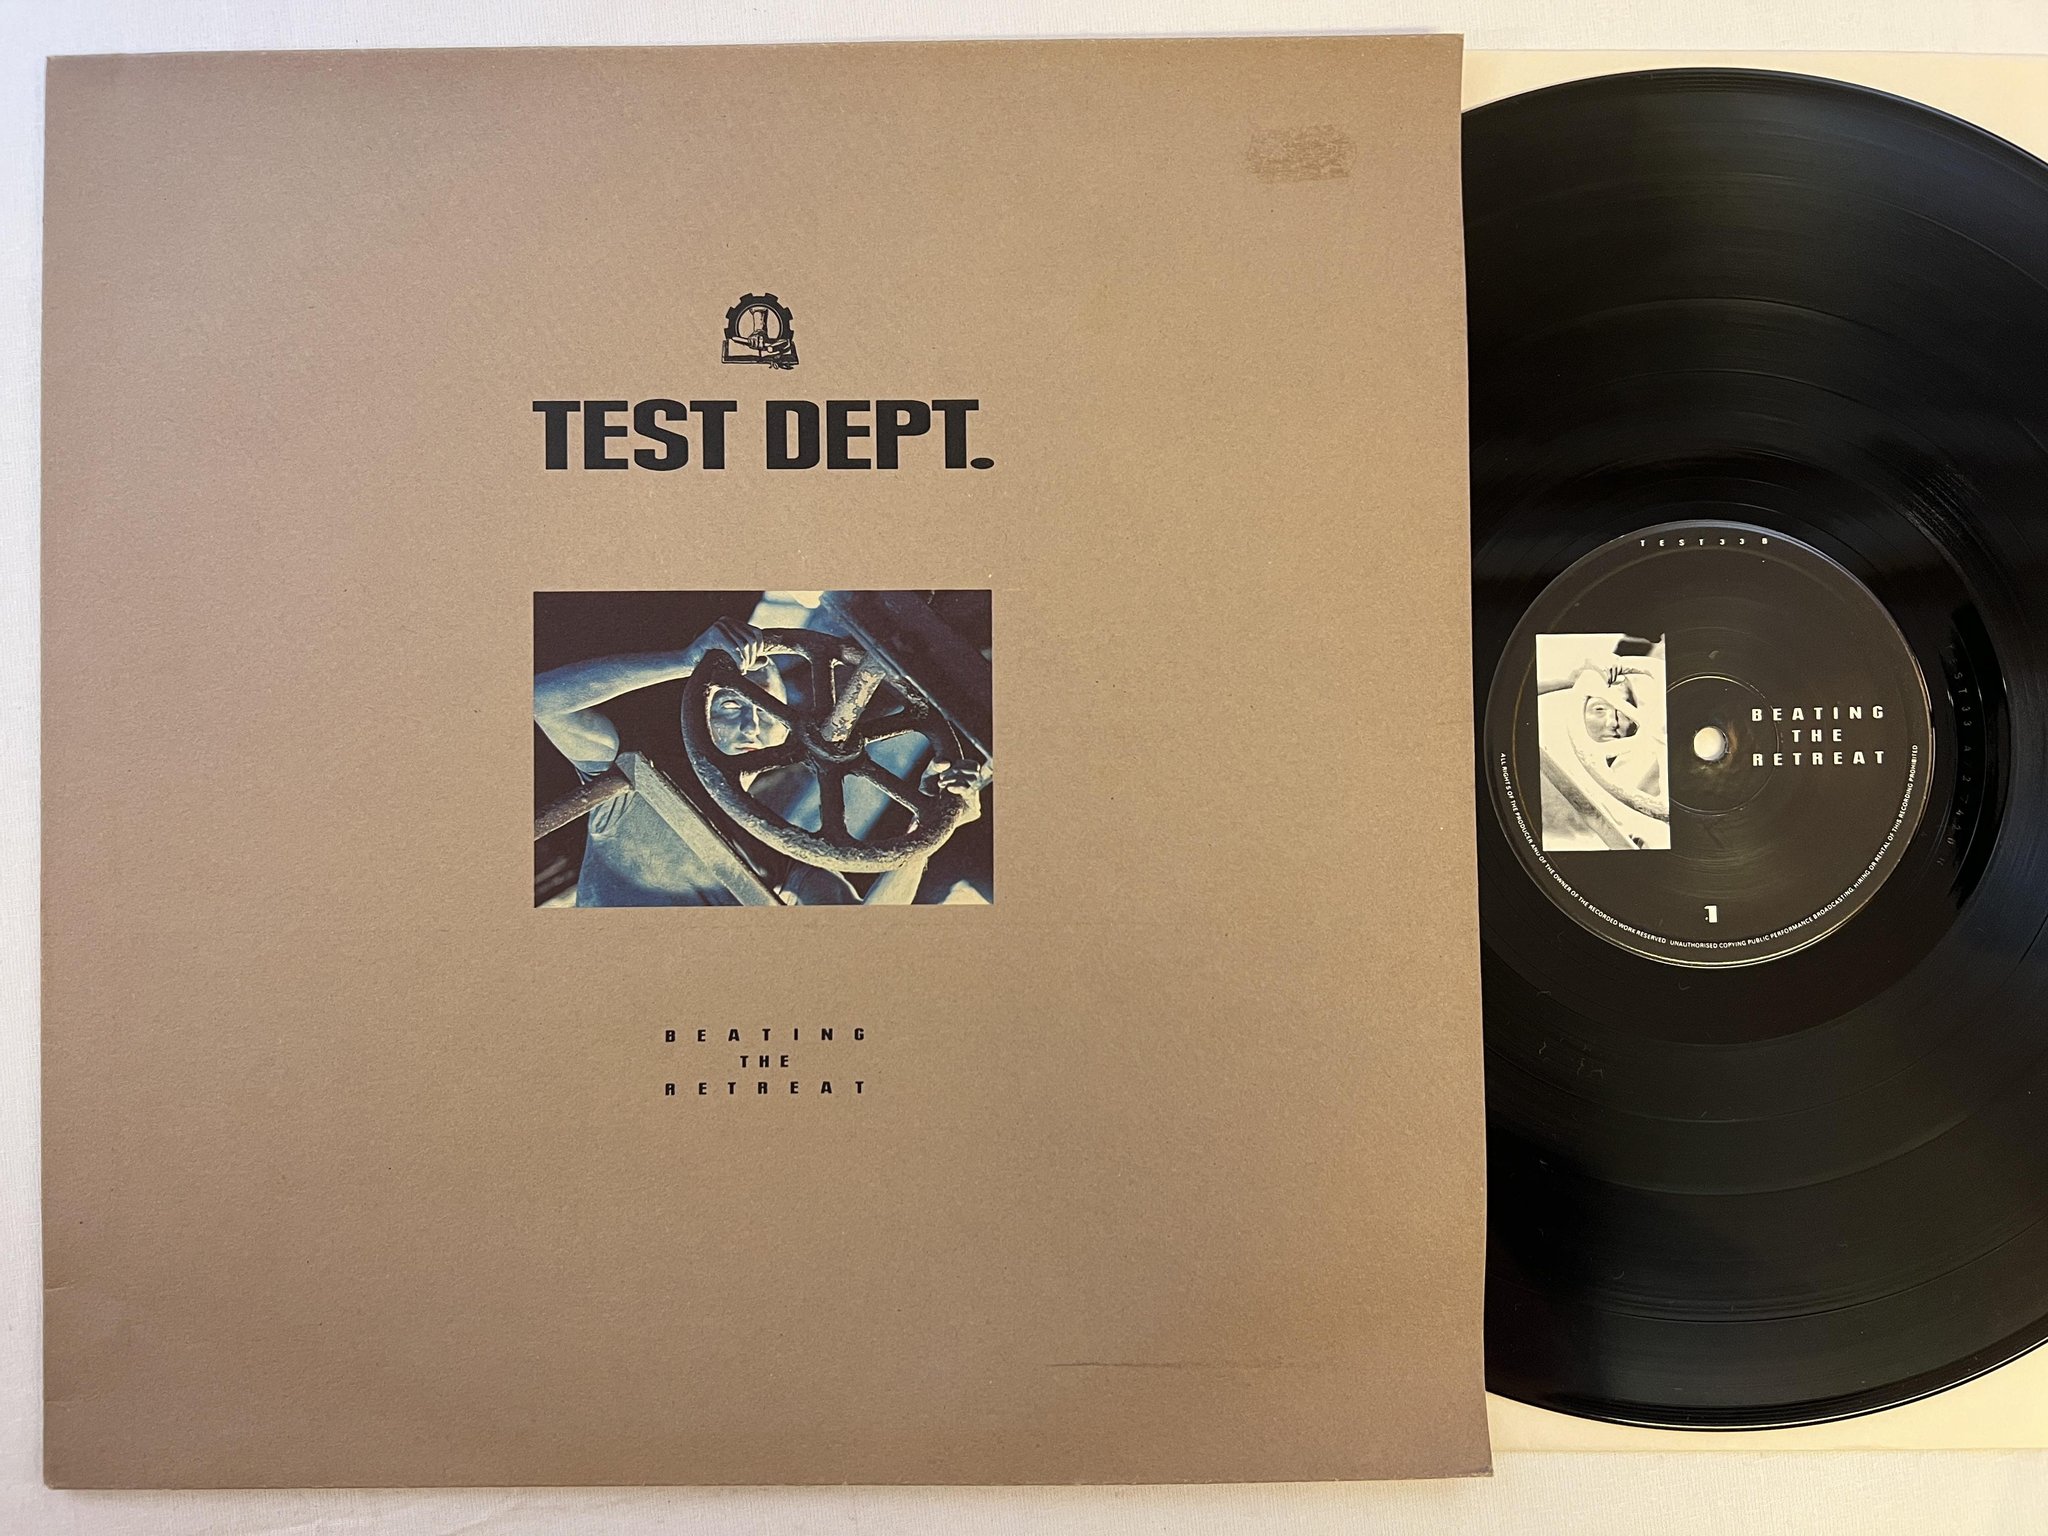 TEST DEPT.
BEATING
THE
RETREAT
TEST 33 
BEATING
THE
RETREAT
1
ALL RIGHTS OF THE PRODUCER AND OF THE OWNER OF THE RECORDED WORK RESERVED UNAUTHORISED COPYING PUBLIC PERFORMANCE BROADCASTING, HIRING OR RENTAL OF THIS RECORDING PROHIBITED